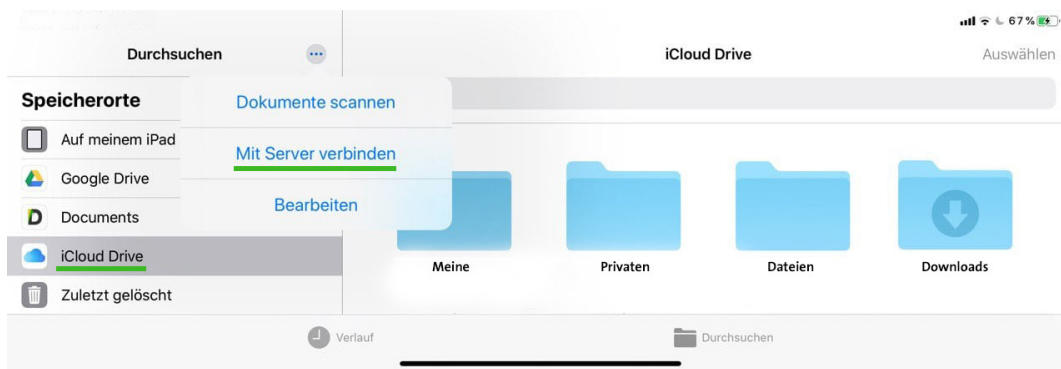 67%
Durchsuchen
iCloud Drive
Auswählen
Speicherorte
Auf meinem iPad
Google Drive
Documents
iCloud Drive
Zuletzt gelöscht
Dokumente scannen
Mit Server verbinden
Bearbeiten
Meine
Privaten
Dateien
Downloads
Verlauf
Durchsuchen